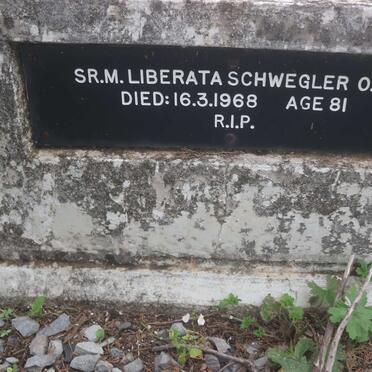 SR.M. LIBERATA SCHWEGLER O.
DIED: 16.3.1968 AGE 81
R.I.P.